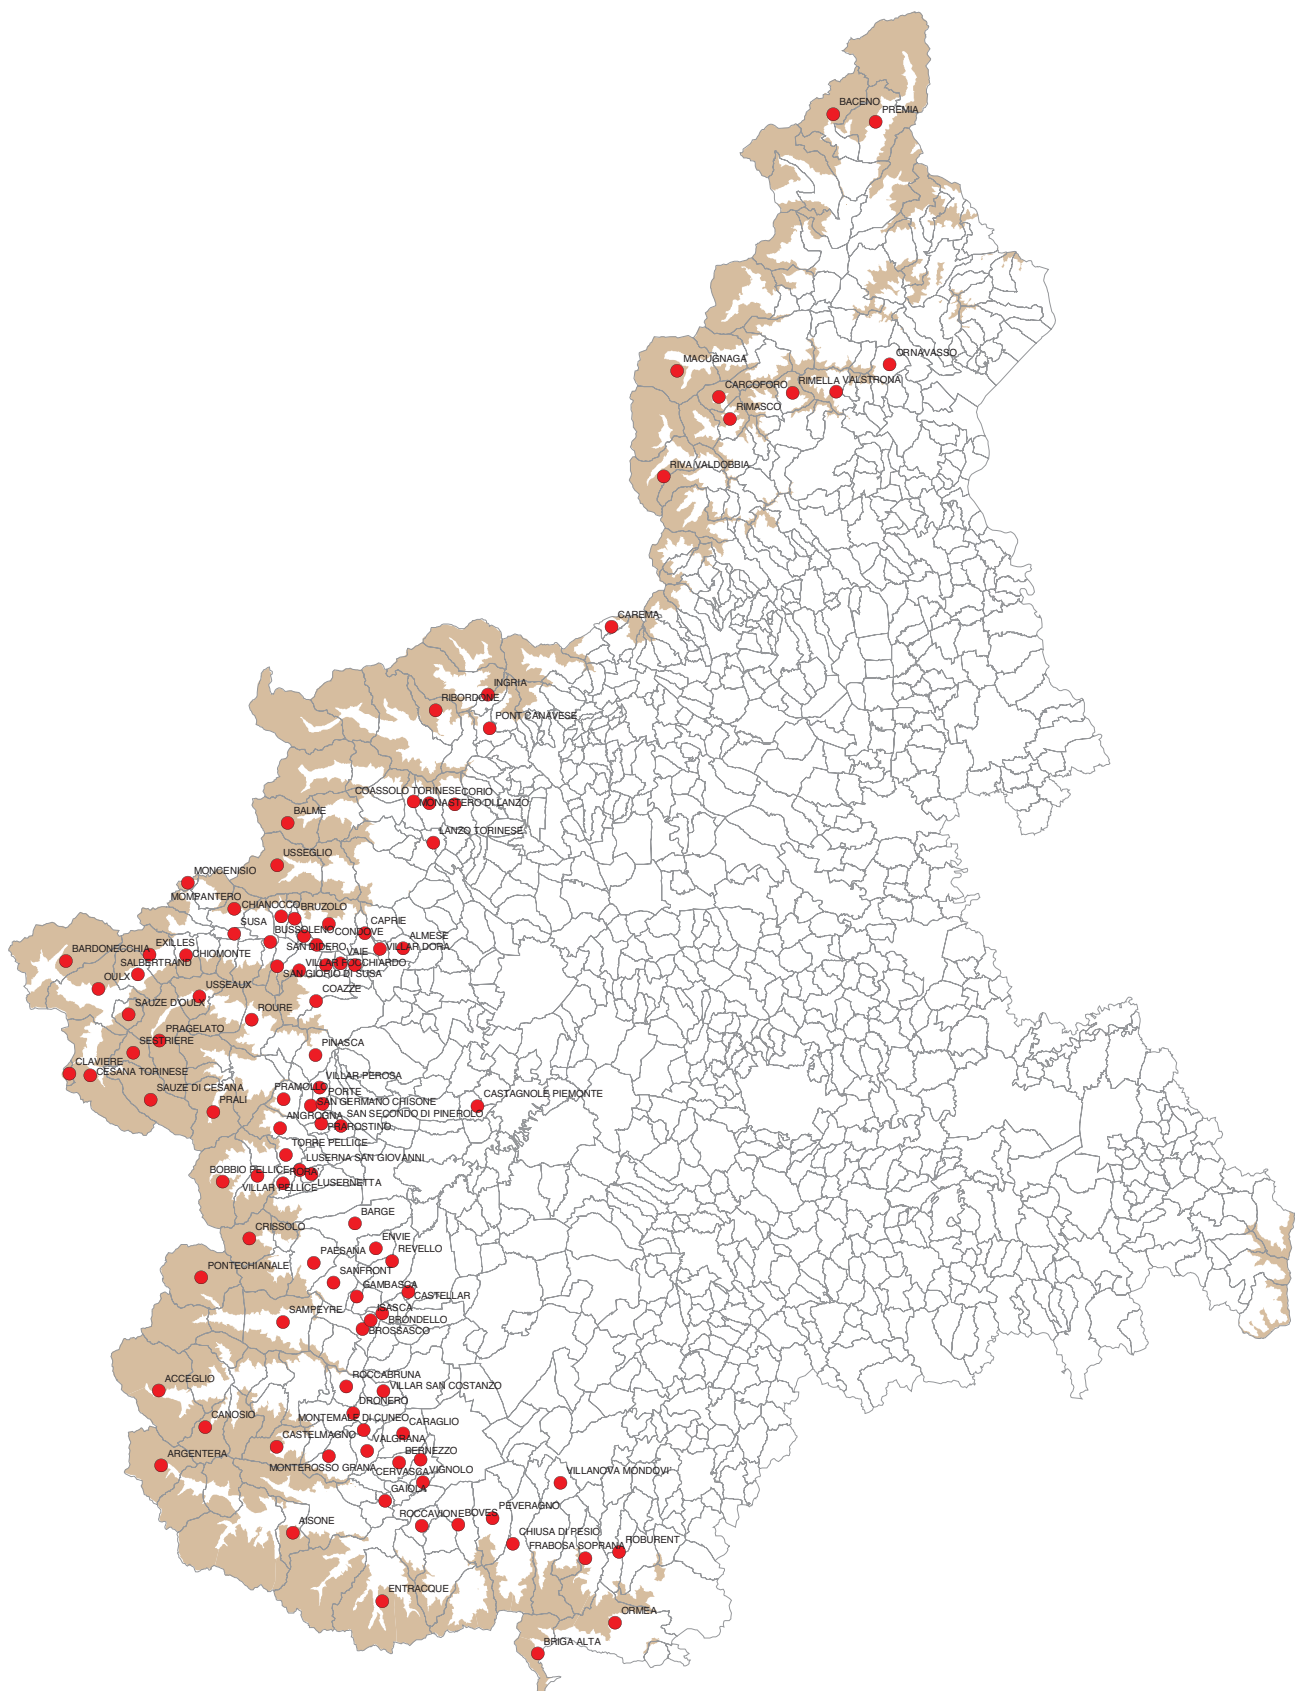 BACENO
PREMIA
ORNAVASSO
MACUGNAGA
RIMELLA
VALSTRONA
CARCOFORO
RIMASCO
RIVA VALDOBBIA
CAREMA
INGRIA
RIBORDONE
PONT CANAVESE
COASSOLO TORINESE
CORIO
MONASTERO DI LANZO
BALME
LANZO TORINESE
USSEGLIO
MONCENISIO
MOMPANTERO
CHIANOCCO
BRUZOLO
SUSA
BUSSOLENO
CONDOVE
CAPRIE
ALMESE
BARDONECCHIA
EXILLES
CHIOMONTE
SAN DIDERO
VAIE
VILLAR DORA
SALBERTRAND
VILLAR FOCCHIARDO
SAN GIORIO DI SUSA
OULX
USSEAUX
COAZZE
SAUZE D'OULX
ROURE
PRAGELATO
SESTRIERE
PINASCA
CLAVIERE
CESANA TORINESE
VILLAR PEROSA
SAUZE DI CESANA
PRAMOLLO
PORTE
CASTAGNOLE PIEMONTE
PRALI
SAN GERMANO CHISONE
SAN SECONDO DI PINEROLO
ANGROGNA
PRAROSTINO
TORRE PELLICE
LUSERNA SAN GIOVANNI
BOBBIO PELLICE
RORA
LUSERNETTA
VILLAR PELLICE
BARGE
CRISSOLO
ENVIE
PAESANA
REVELLO
PONTECHIANALE
SANFRONT
GAMBASCA
CASTELLAR
SAMPEYRE
ISASCA
BRONDELLO
BROSSASCO
ACCEGLIO
ROCCABRUNA
VILLAR SAN COSTANZO
DRONERO
CANOSIO
MONTEMALE DI CUNEO
CARAGLIO
CASTELMAGNO
VALGRANA
BERNEZZO
ARGENTERA
MONTEROSSO GRANA
CERVASCA
VIGNOLO
VILLANOVA MONDOVI'
GAIOLA
PEVERAGNO
AISONE
ROCCAVIONE
BOVES
CHIUSA DI PESIO
FRABOSA SOPRANA
ROBURENT
ENTRACQUE
ORMEA
BRIGA ALTA